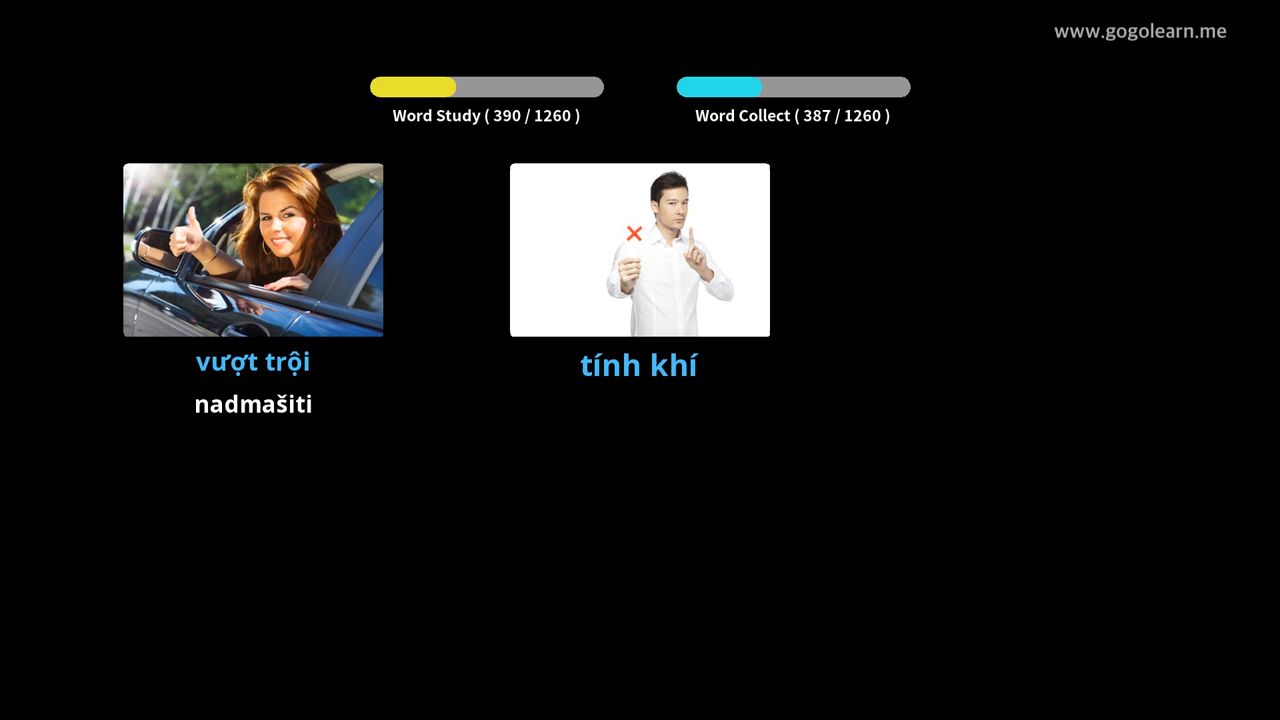 www.gogolearn.me
Word Study ( 390 / 1260 )
Word Collect ( 387 / 1260 )
vượt trội
nadmašiti
tính khí